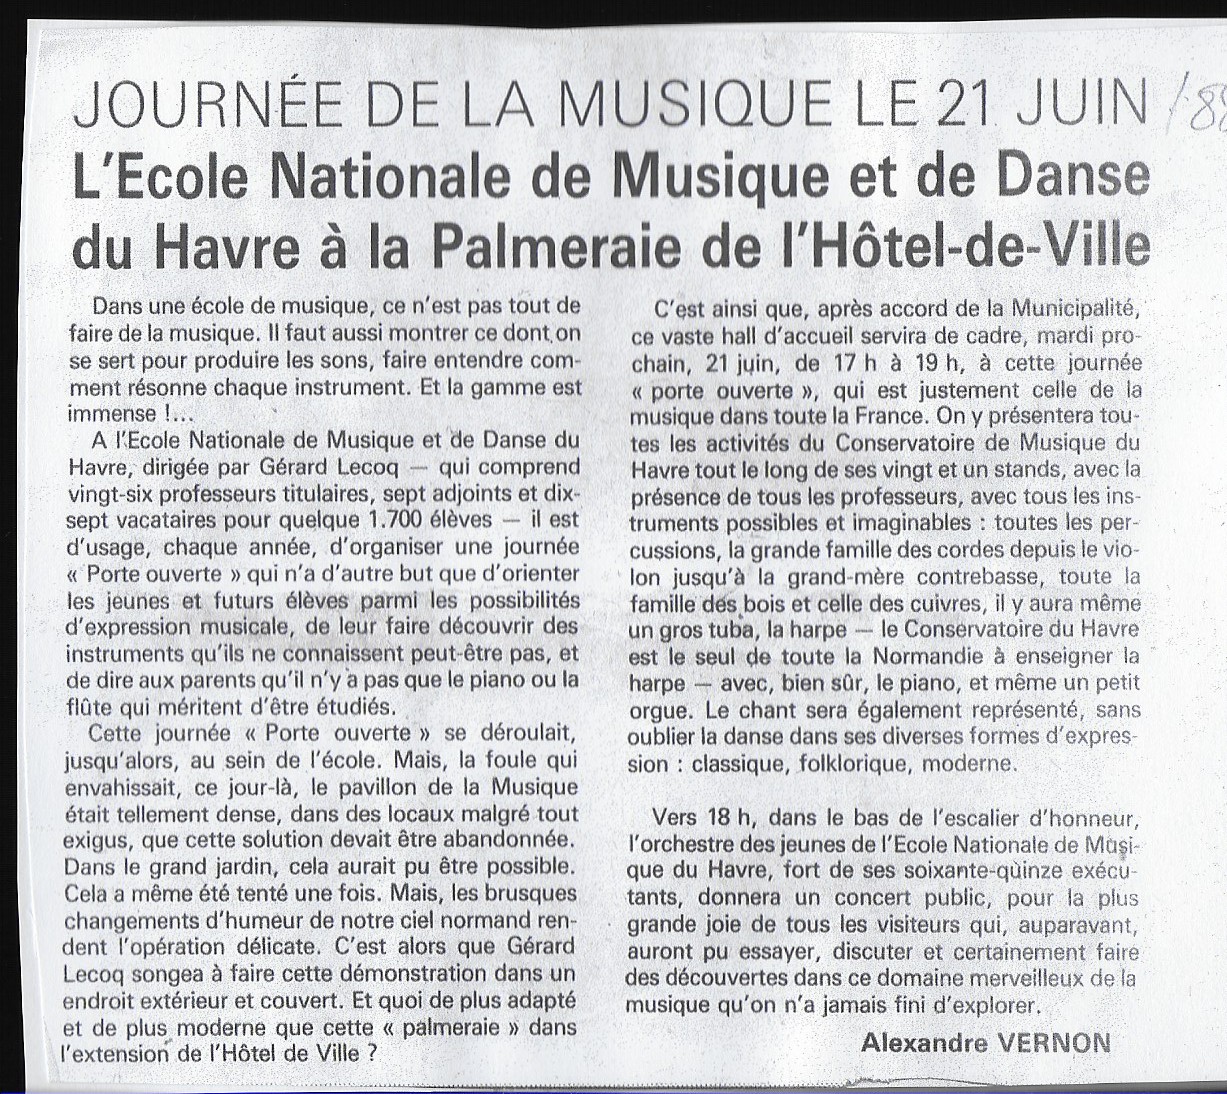 JOURNÉE DE LA MUSIQUE LE 21 JUIN /88
L'Ecole Nationale de Musique et de Danse
du Havre à la Palmeraie de l'Hôtel-de-Ville
Dans une école de musique, ce n'est pas tout de
faire de la musique. Il faut aussi montrer ce dont on
se sert pour produire les sons, faire entendre com-
ment résonne chaque instrument. Et la gamme est
immense !...
A l'Ecole Nationale de Musique et de Danse du
Havre, dirigée par Gérard Lecoq — qui comprend
vingt-six professeurs titulaires, sept adjoints et dix-
sept vacataires pour quelque 1.700 élèves — il est
d'usage, chaque année, d'organiser une journée
« Porte ouverte » qui n'a d'autre but que d'orienter
les jeunes et futurs élèves parmi les possibilités
d'expression musicale, de leur faire découvrir des
instruments qu'ils ne connaissent peut-être pas, et
de dire aux parents qu'il n'y a pas que le piano ou la
flûte qui méritent d'être étudiés.
Cette journée « Porte ouverte » se déroulait,
jusqu'alors, au sein de l'école. Mais, la foule qui
envahissait, ce jour-là, le pavillon de la Musique
était tellement dense, dans des locaux malgré tout
exigus, que cette solution devait être abandonnée.
Dans le grand jardin, cela aurait pu être possible.
Cela a même été tenté une fois. Mais, les brusques
changements d'humeur de notre ciel normand ren-
dent l'opération délicate. C'est alors que Gérard
Lecoq songea à faire cette démonstration dans un
endroit extérieur et couvert. Et quoi de plus adapté
et de plus moderne que cette « palmeraie » dans
l'extension de l'Hôtel de Ville ?
C'est ainsi que, après accord de la Municipalité,
ce vaste hall d'accueil servira de cadre, mardi pro-
chain, 21 juin, de 17 h à 19 h, à cette journée
« porte ouverte », qui est justement celle de la
musique dans toute la France. On y présentera tou-
tes les activités du Conservatoire de Musique du
Havre tout le long de ses vingt et un stands, avec la
présence de tous les professeurs, avec tous les ins-
truments possibles et imaginables : toutes les per-
cussions, la grande famille des cordes depuis le vio-
lon jusqu'à la grand-mère contrebasse, toute la
famille des bois et celle des cuivres, il y aura même
un gros tuba, la harpe — le Conservatoire du Havre
est le seul de toute la Normandie à enseigner la
harpe — avec, bien sûr, le piano, et même un petit
orgue. Le chant sera également représenté, sans
oublier la danse dans ses diverses formes d'expres-
sion : classique, folklorique, moderne.
Vers 18 h, dans le bas de l'escalier d'honneur,
l'orchestre des jeunes de l'Ecole Nationale de Musi-
que du Havre, fort de ses soixante-quinze exécu-
tants, donnera un concert public, pour la plus
grande joie de tous les visiteurs qui, auparavant,
auront pu essayer, discuter et certainement faire
des découvertes dans ce domaine merveilleux de la
musique qu'on n'a jamais fini d'explorer.
Alexandre VERNON